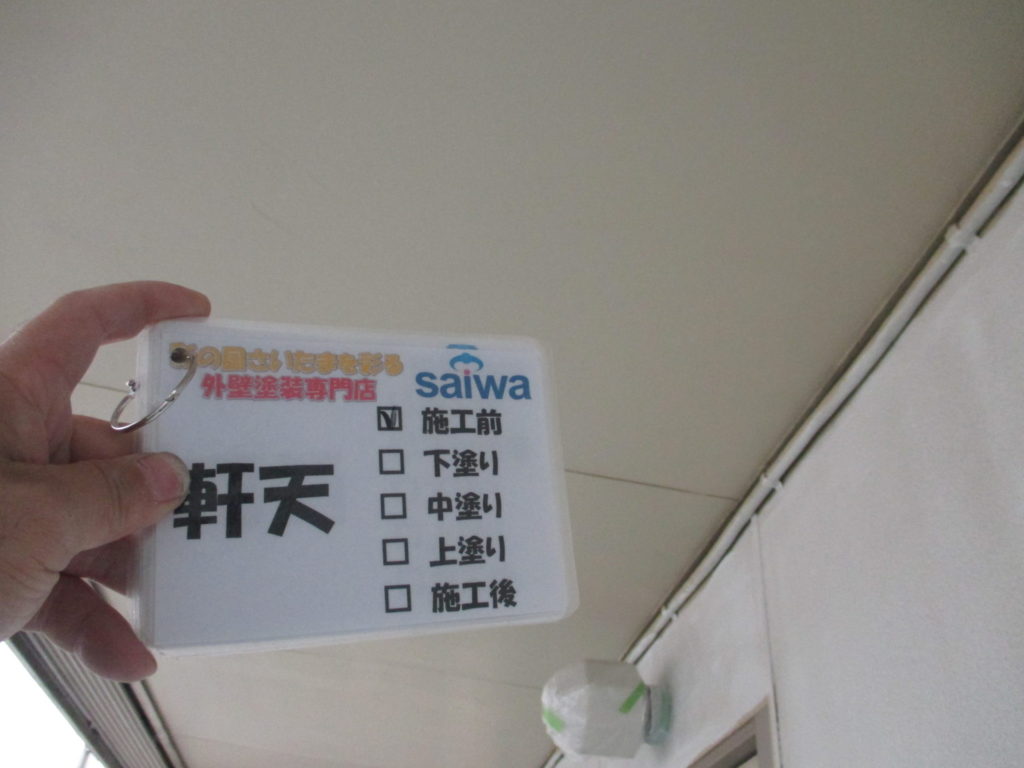 彩の国さいたまを彩る
外壁塗装専門店
saiwa
軒天
施工前
下塗り
中塗り
上塗り
施工後